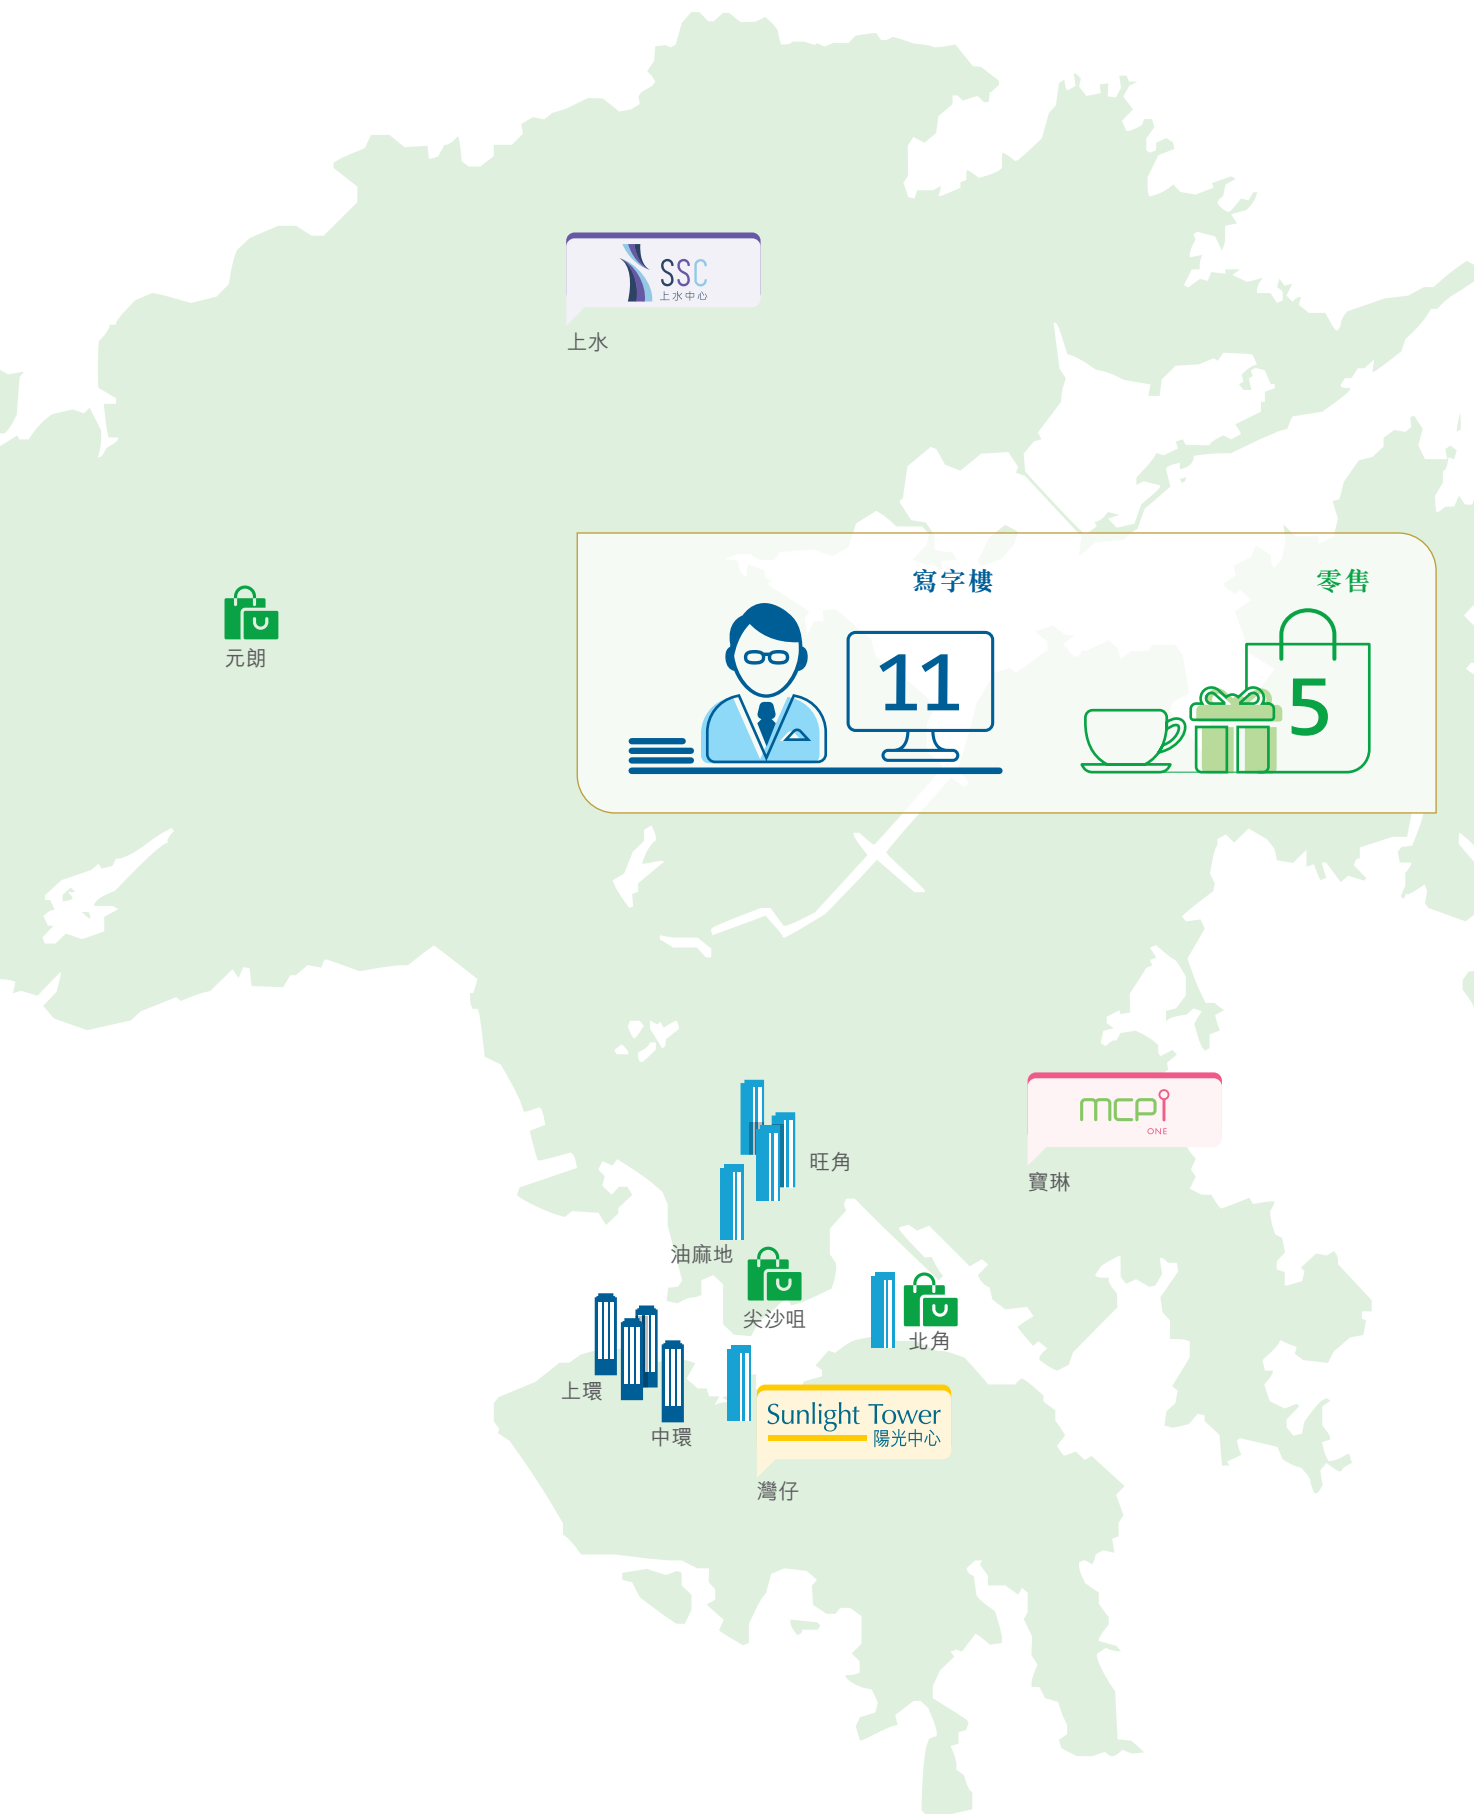 SSC
上水中心
上水
寫字樓
零售
11
5
元朗
mcpi
ONE
寶琳
旺角
油麻地
尖沙咀
北角
上環
中環
Sunlight Tower
陽光中心
灣仔